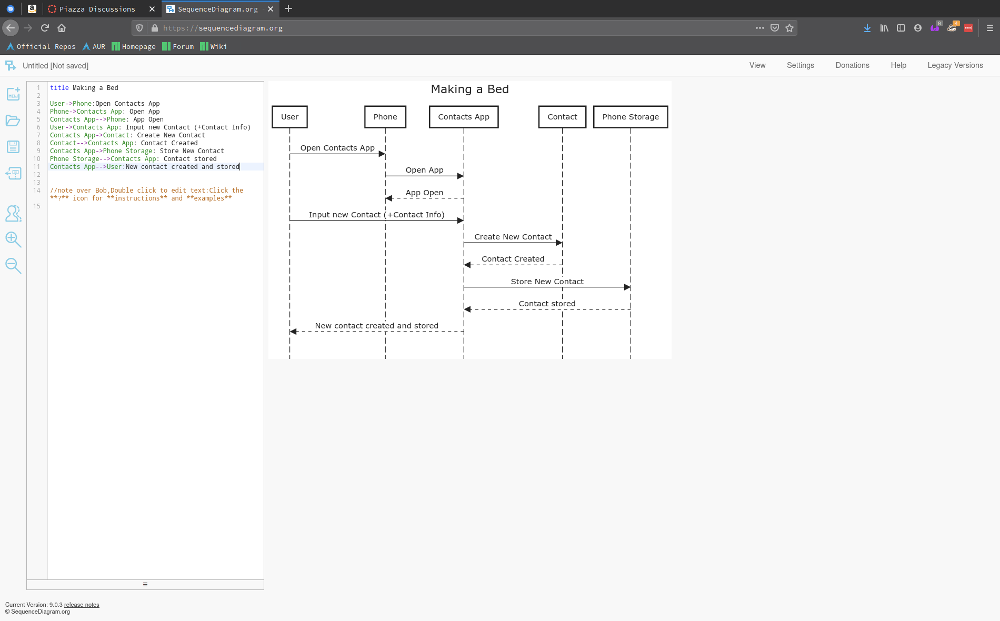 Piazza Discussions
SequenceDiagram.org
https://sequencediagram.org
0
4
Official Repos
AUR
Homepage
Forum
Wiki
Untitled [Not saved]
View
Settings
Donations
Help
Legacy Versions
NEW
1 title Making a Bed
2
3 User->Phone:Open Contacts App
4 Phone->Contacts App: Open App
5 Contacts App-->Phone: App Open
6 User->Contacts App: Input new Contact (+Contact Info)
7 Contacts App->Contact: Create New Contact
8 Contact-->Contacts App: Contact Created
9 Contacts App->Phone Storage: Store New Contact
10 Phone Storage-->Contacts App: Contact stored
11 Contacts App-->User:New contact created and stored
12
13
14 //note over Bob,Double click to edit text:Click the
**?** icon for **instructions** and **examples**
15
Making a Bed
User
Phone
Contacts App
Contact
Phone Storage
Open Contacts App
Open App
App Open
Input new Contact (+Contact Info)
Create New Contact
Contact Created
Store New Contact
Contact stored
New contact created and stored
Current Version: 9.0.3 release notes
© SequenceDiagram.org